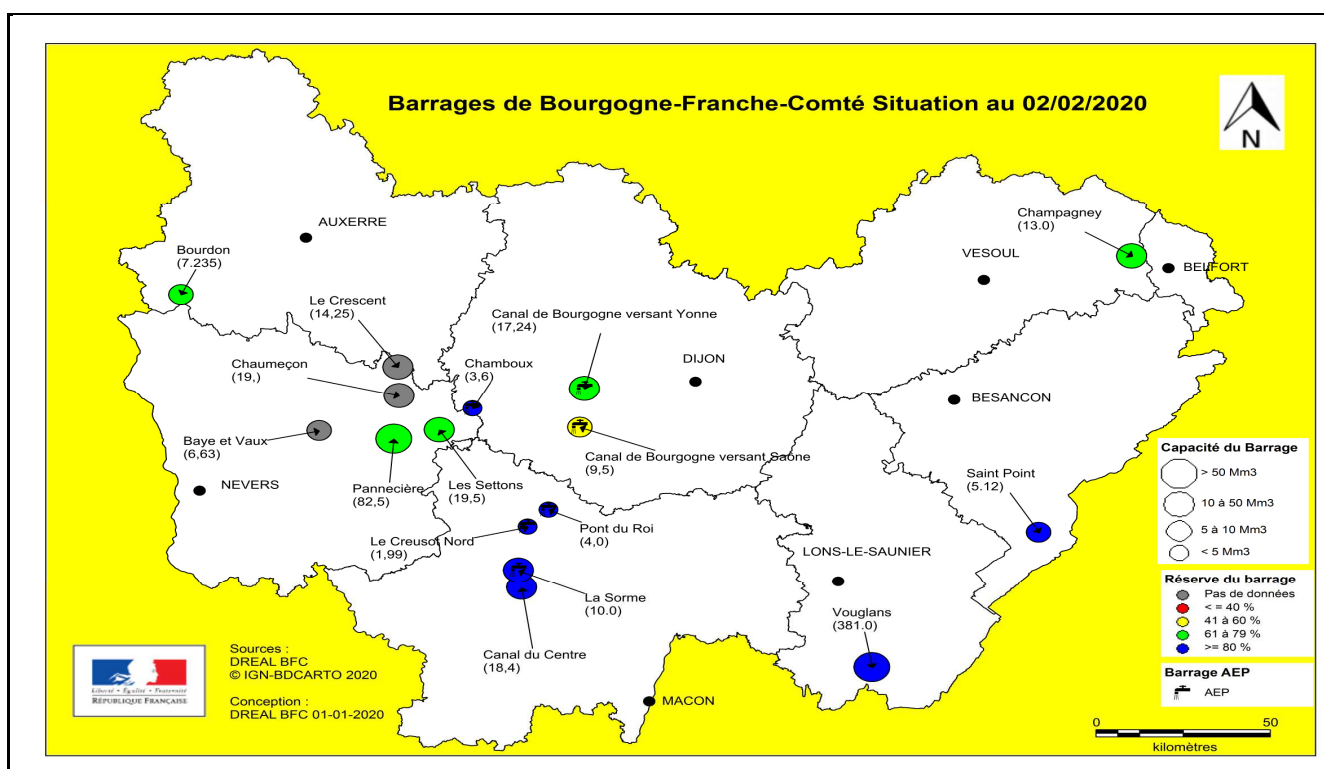 Barrages de Bourgogne-Franche-Comté Situation au 02/02/2020
N
AUXERRE
Bourdon
(7.235)
Le Crescent
(14,25)
Chaumeçon
(19,)
Baye et Vaux
(6,63)
NEVERS
Pannecière
(82,5)
Les Settons
(19,5)
Chamboux
(3,6)
Canal de Bourgogne versant Yonne
(17,24)
DIJON
Canal de Bourgogne versant Saône
(9,5)
Champagney
(13.0)
VESOUL
BELFORT
BESANCON
Saint Point
(5.12)
Le Creusot Nord
(1,99)
Pont du Roi
(4,0)
La Sorme
(10.0)
Canal du Centre
(18,4)
LONS-LE-SAUNIER
Vouglans
(381.0)
MACON
Capacité du Barrage
> 50 Mm3
10 à 50 Mm3
5 à 10 Mm3
< 5 Mm3
Réserve du barrage
Pas de données
< = 40 %
41 à 60 %
61 à 79 %
>= 80 %
Barrage AEP
AEP
0 50
kilomètres
Liberté • Égalité • Fraternité
RÉPUBLIQUE FRANÇAISE
Sources :
DREAL BFC
© IGN-BDCARTO 2020
Conception :
DREAL BFC 01-01-2020